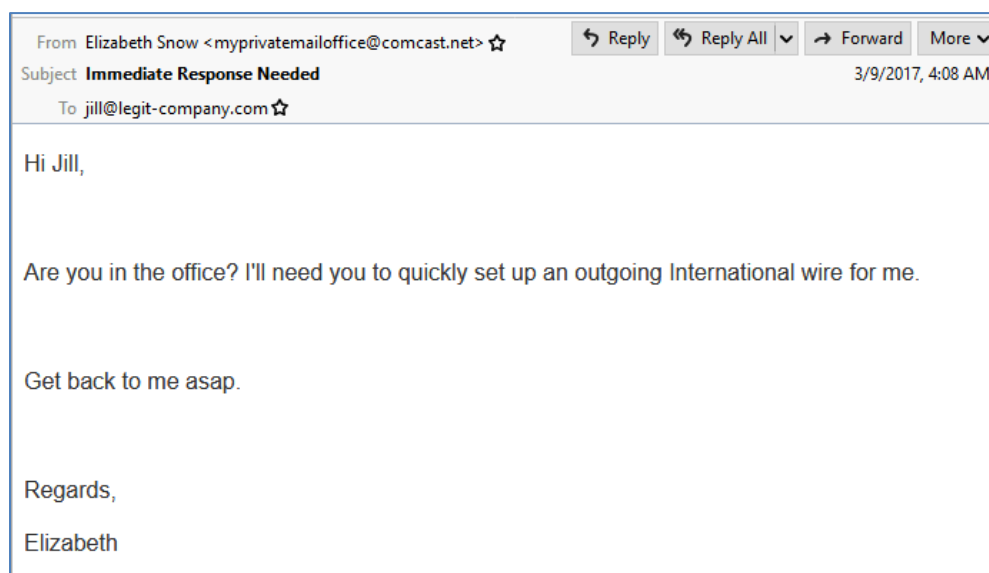 From Elizabeth Snow <myprivatemailoffice@comcast.net> Reply Reply All Forward More
Subject Immediate Response Needed 3/9/2017, 4:08 AM
To jill@legit-company.com
Hi Jill,
Are you in the office? I'll need you to quickly set up an outgoing International wire for me.
Get back to me asap.
Regards,
Elizabeth